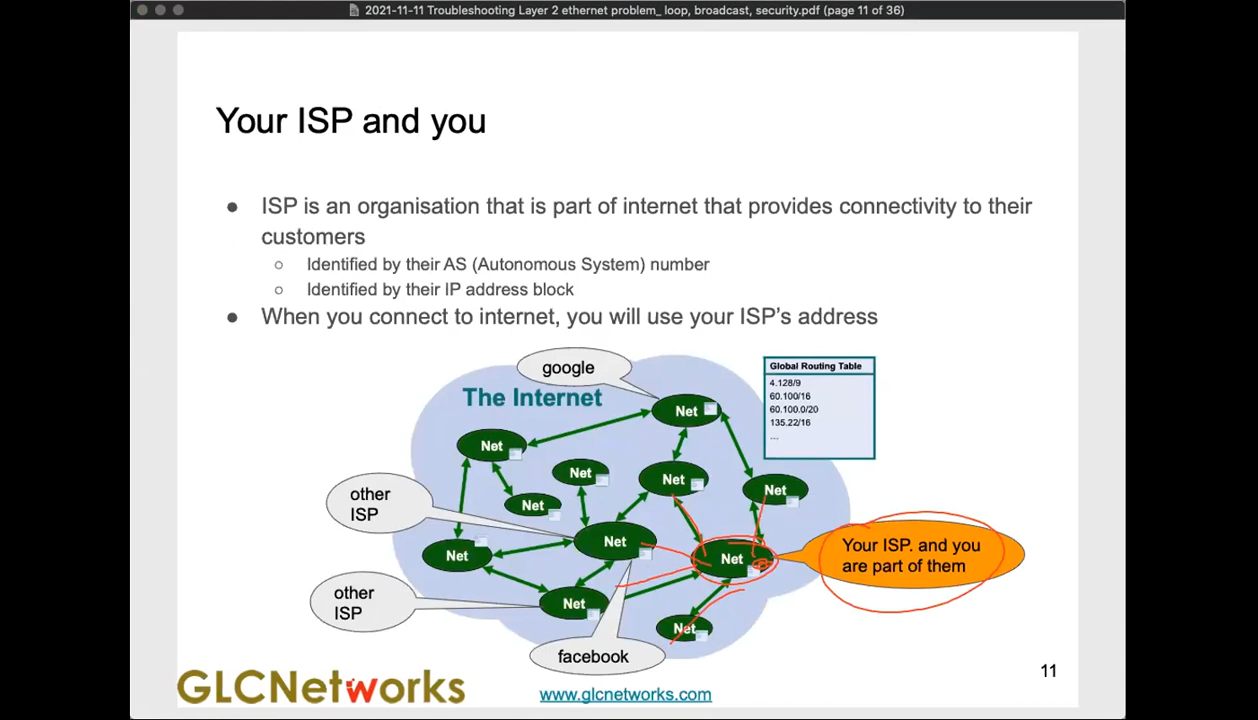 2021-11-11 Troubleshooting Layer 2 ethernet problem_ loop, broadcast, security.pdf (page 11 of 36)
Your ISP and you
● ISP is an organisation that is part of internet that provides connectivity to their
customers
○ Identified by their AS (Autonomous System) number
○ Identified by their IP address block
● When you connect to internet, you will use your ISP's address
google
The Internet
Global Routing Table
4.128/9
60.100/16
60.100.0/20
135.22/16
...
Net
Net
Net
Net
Net
Net
other
ISP
Net
Net
Net
Your ISP. and you
are part of them
other
ISP
Net
Net
facebook
11
GLCNetworks
www.glcnetworks.com